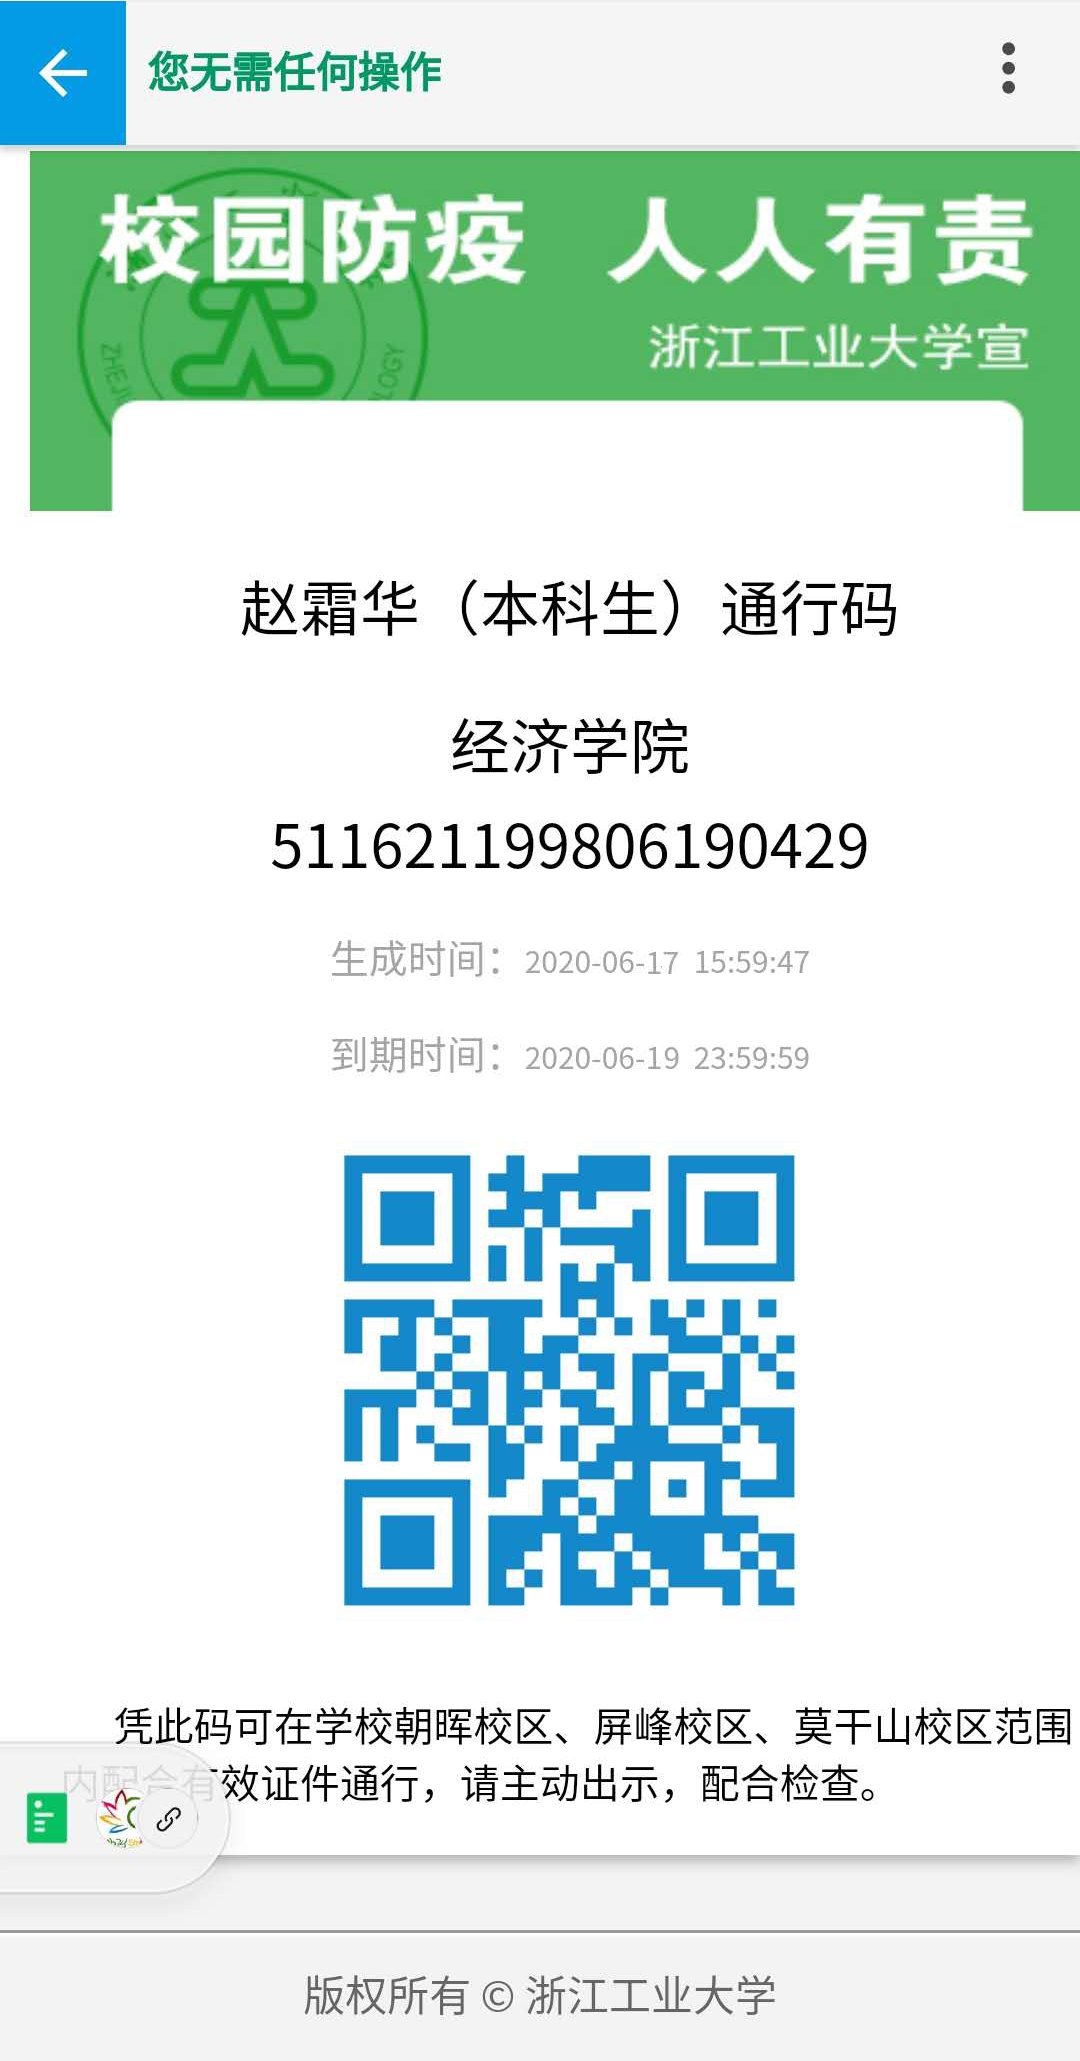 您无需任何操作
校园防疫 人人有责
浙江工业大学宣
赵霜华（本科生）通行码
经济学院
511621199806190429
生成时间：2020-06-17 15:59:47
到期时间：2020-06-19 23:59:59
凭此码可在学校朝晖校区、屏峰校区、莫干山校区范围
内配合有效证件通行，请主动出示，配合检查。
版权所有 © 浙江工业大学